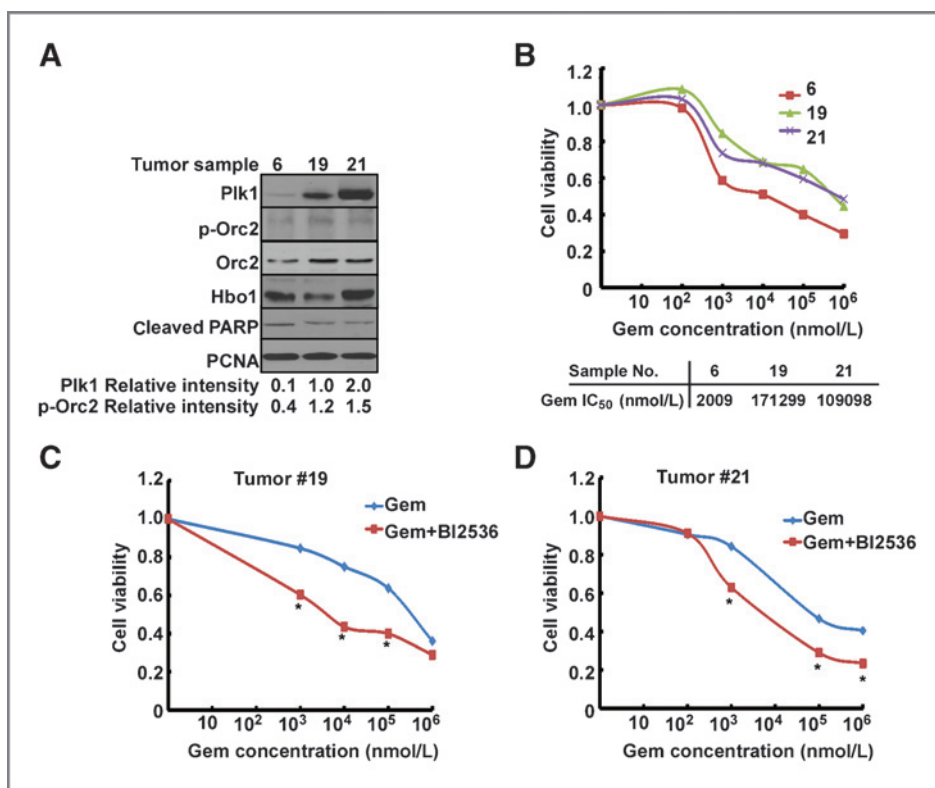 A
Tumor sample 6 19 21
Plk1
p-Orc2
Orc2
Hbo1
Cleaved PARP
PCNA
Plk1 Relative intensity 0.1 1.0 2.0
p-Orc2 Relative intensity 0.4 1.2 1.5
B
1.2
1.0
0.8
0.6
0.4
0.2
0
Cell viability
6
19
21
10 10² 10³ 10⁴ 10⁵ 10⁶
Gem concentration (nmol/L)
Sample No. 6 19 21
Gem IC₅₀ (nmol/L) 2009 171299 109098
C
Tumor #19
1.2
1.0
0.8
0.6
0.4
0.2
0
Cell viability
Gem
Gem+BI2536
* * *
10 10² 10³ 10⁴ 10⁵ 10⁶
Gem concentration (nmol/L)
D
Tumor #21
1.2
1.0
0.8
0.6
0.4
0.2
0
Cell viability
Gem
Gem+BI2536
* * *
10 10² 10³ 10⁴ 10⁵ 10⁶
Gem concentration (nmol/L)